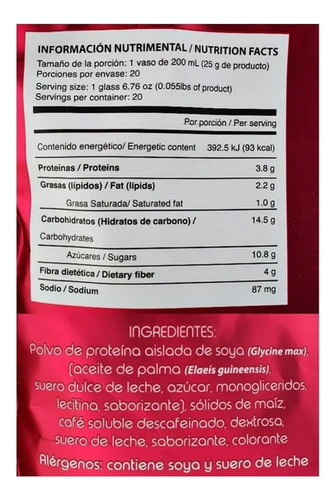 INFORMACIÓN NUTRIMENTAL / NUTRITION FACTS
Tamaño de la porción: 1 vaso de 200 mL (25 g de producto)
Porciones por envase: 20
Serving size: 1 glass 6.76 oz (0.055lbs of product)
Servings per container: 20
Por porción / Per serving
Contenido energético/ Energetic content 392.5 kJ (93 kcal)
Proteínas / Proteins 3.8 g
Grasas (lípidos) / Fat (lipids) 2.2 g
Grasa Saturada/ Saturated fat 1.0 g
Carbohidratos (Hidratos de carbono) / 14.5 g
Carbohydrates
Azúcares / Sugars 10.8 g
Fibra dietética / Dietary fiber 4 g
Sodio / Sodium 87 mg
INGREDIENTES:
Polvo de proteína aislada de soya (Glycine max),
(aceite de palma (Elaeis guineensis),
suero dulce de leche, azúcar, monogliceridos,
lecitina, saborizante), sólidos de maíz,
café soluble descafeinado, dextrosa,
suero de leche, saborizante, colorante
Alérgenos: contiene soya y suero de leche